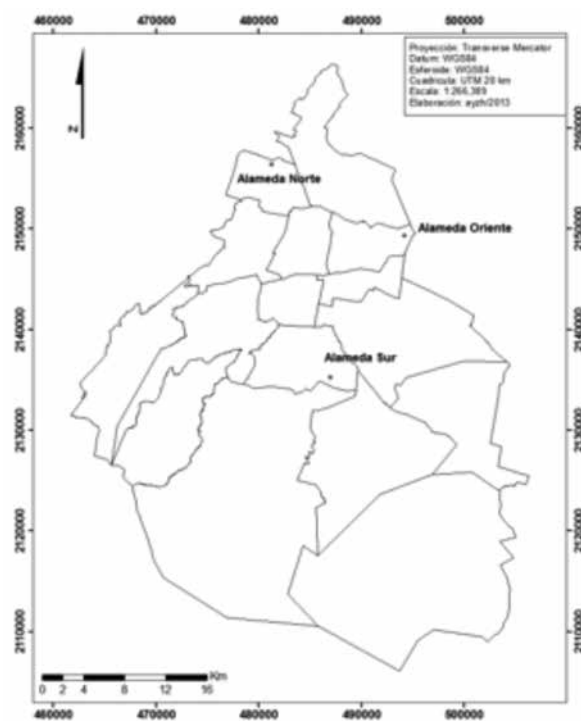 460000 470000 480000 490000 500000
Proyección: Transverse Mercator
Datum: WGS84
Esferoide: WGS84
Cuadrícula: UTM 20 km
Escala: 1:266,389
Elaboración: ayzh/2013
N
2160000 2160000
Alameda Norte
Alameda Oriente
2150000 2150000
2140000 2140000
Alameda Sur
2130000 2130000
2120000 2120000
2110000 2110000
Km
0 2 4 8 12 16
460000 470000 480000 490000 500000